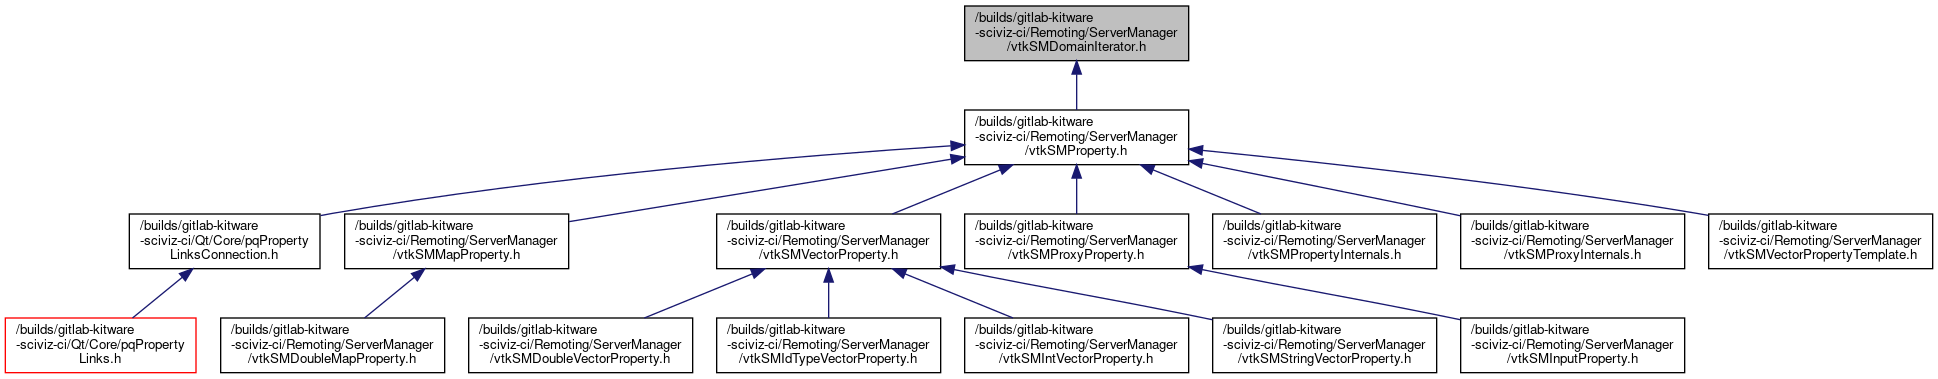 /builds/gitlab-kitware
-sciviz-ci/Remoting/ServerManager
/vtkSMDomainIterator.h
/builds/gitlab-kitware
-sciviz-ci/Remoting/ServerManager
/vtkSMProperty.h
/builds/gitlab-kitware
-sciviz-ci/Qt/Core/pqProperty
LinksConnection.h
/builds/gitlab-kitware
-sciviz-ci/Remoting/ServerManager
/vtkSMMapProperty.h
/builds/gitlab-kitware
-sciviz-ci/Remoting/ServerManager
/vtkSMVectorProperty.h
/builds/gitlab-kitware
-sciviz-ci/Remoting/ServerManager
/vtkSMProxyProperty.h
/builds/gitlab-kitware
-sciviz-ci/Remoting/ServerManager
/vtkSMPropertyInternals.h
/builds/gitlab-kitware
-sciviz-ci/Remoting/ServerManager
/vtkSMProxyInternals.h
/builds/gitlab-kitware
-sciviz-ci/Remoting/ServerManager
/vtkSMVectorPropertyTemplate.h
/builds/gitlab-kitware
-sciviz-ci/Qt/Core/pqProperty
Links.h
/builds/gitlab-kitware
-sciviz-ci/Remoting/ServerManager
/vtkSMDoubleMapProperty.h
/builds/gitlab-kitware
-sciviz-ci/Remoting/ServerManager
/vtkSMDoubleVectorProperty.h
/builds/gitlab-kitware
-sciviz-ci/Remoting/ServerManager
/vtkSMIdTypeVectorProperty.h
/builds/gitlab-kitware
-sciviz-ci/Remoting/ServerManager
/vtkSMIntVectorProperty.h
/builds/gitlab-kitware
-sciviz-ci/Remoting/ServerManager
/vtkSMStringVectorProperty.h
/builds/gitlab-kitware
-sciviz-ci/Remoting/ServerManager
/vtkSMInputProperty.h